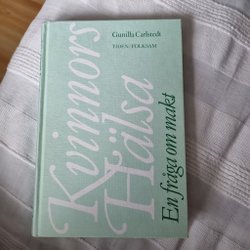 Gunilla Carlstedt
TIDEN/FOLKSAM
Kvinnors
Hälsa
En fråga om makt